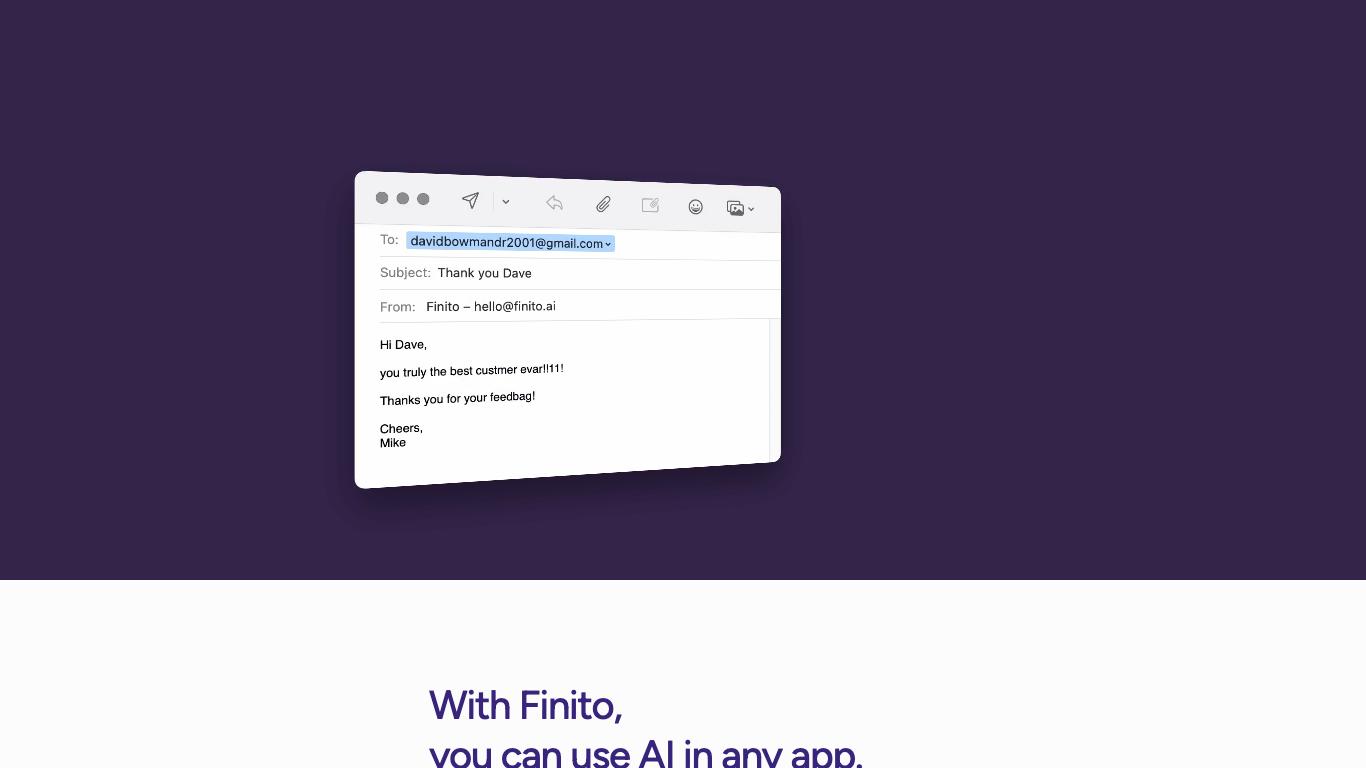 To: davidbowmandr2001@gmail.com
Subject: Thank you Dave
From: Finito – hello@finito.ai
Hi Dave,
you truly the best custmer evar!!11!
Thanks you for your feedbag!
Cheers,
Mike
With Finito,
you can use AI in any app.